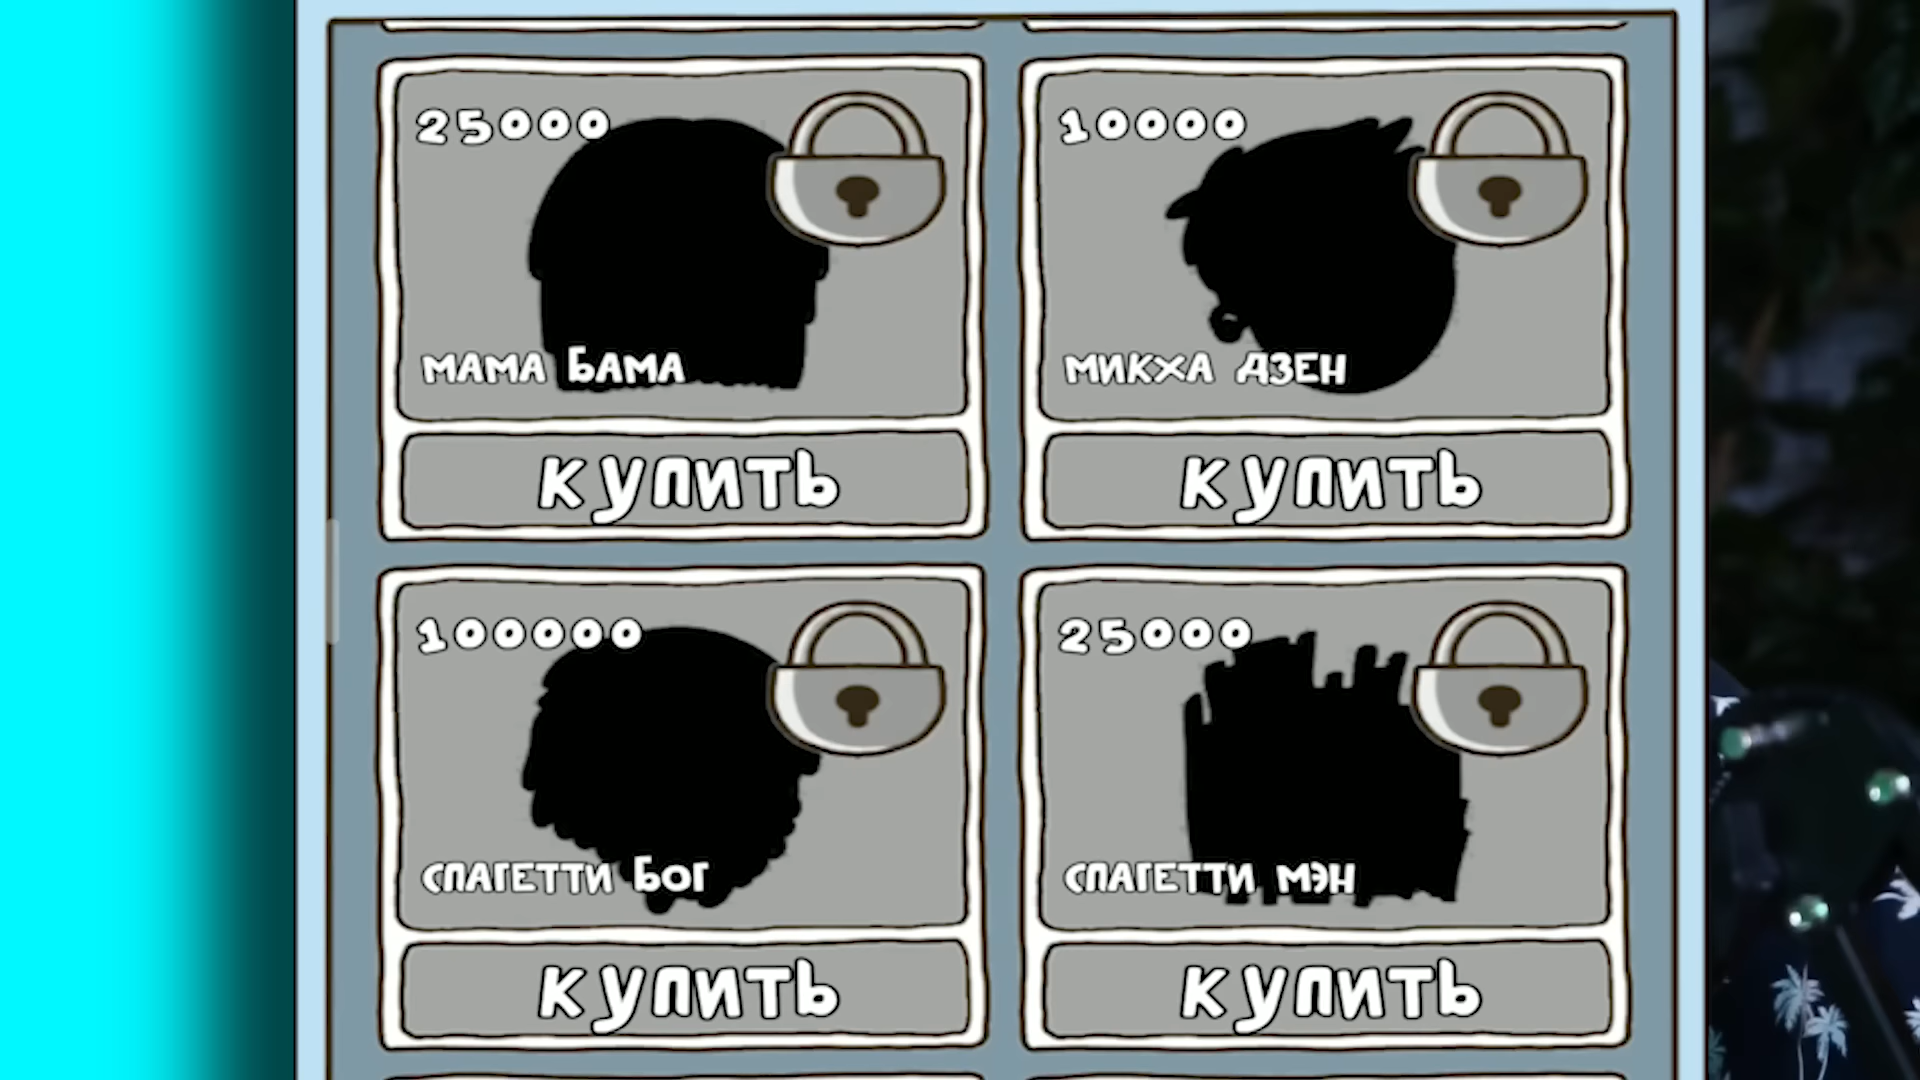 25000
МАМА БАМА
КУПИТЬ
10000
МИКХА ДЗЕН
КУПИТЬ
100000
СПАГЕТТИ БОГ
КУПИТЬ
25000
СПАГЕТТИ МЭН
КУПИТЬ